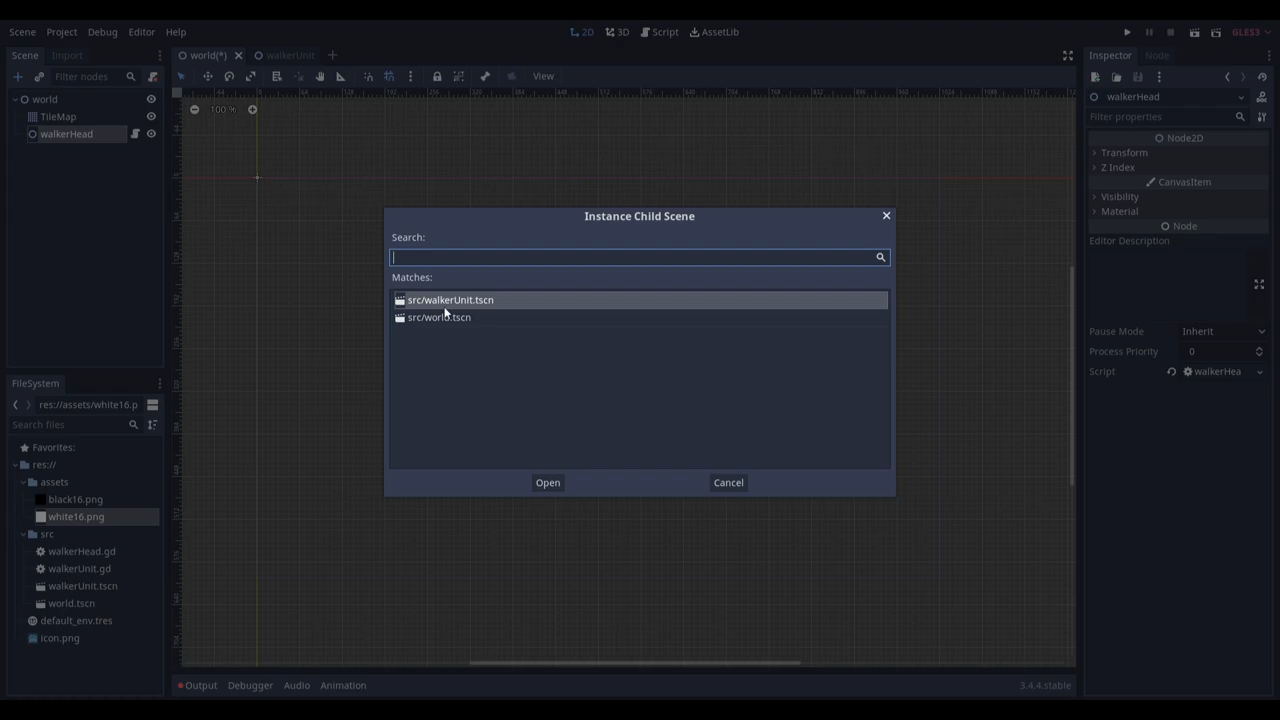 Scene Project Debug Editor Help
2D 3D Script AssetLib
GLES3
Scene Import
world(*) walkerUnit
Inspector Node
Filter nodes
View
world
TileMap
walkerHead
100 %
walkerHead
Filter properties
Node2D
Transform
Z Index
CanvasItem
Visibility
Material
Node
Editor Description
Pause Mode Inherit
Process Priority 0
Script walkerHea
Instance Child Scene
Search:
Matches:
src/walkerUnit.tscn
src/world.tscn
Open Cancel
FileSystem
res://assets/white16.p
Search files
Favorites:
res://
assets
black16.png
white16.png
src
walkerHead.gd
walkerUnit.gd
walkerUnit.tscn
world.tscn
default_env.tres
icon.png
Output Debugger Audio Animation
3.4.4.stable